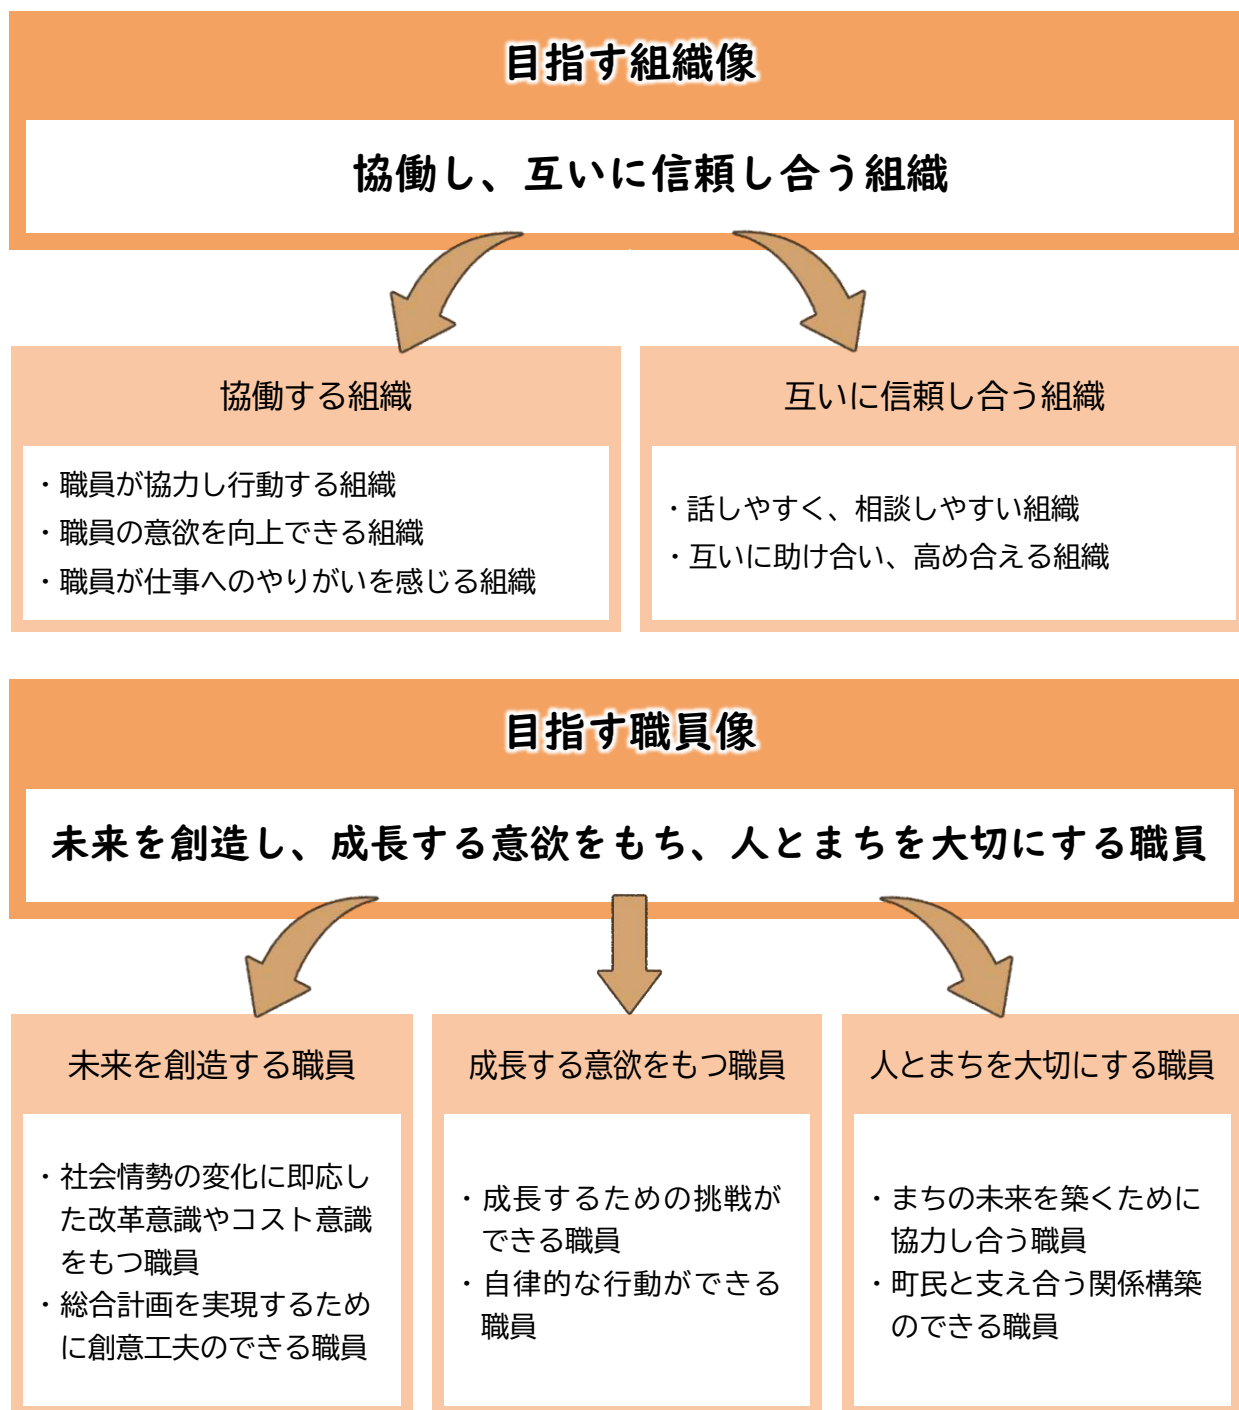 目指す組織像
協働し、互いに信頼し合う組織
協働する組織
・職員が協力し行動する組織
・職員の意欲を向上できる組織
・職員が仕事へのやりがいを感じる組織
互いに信頼し合う組織
・話しやすく、相談しやすい組織
・互いに助け合い、高め合える組織
目指す職員像
未来を創造し、成長する意欲をもち、人とまちを大切にする職員
未来を創造する職員
・社会情勢の変化に即応し
た改革意識やコスト意識
をもつ職員
・総合計画を実現するため
に創意工夫のできる職員
成長する意欲をもつ職員
・成長するための挑戦が
できる職員
・自律的な行動ができる
職員
人とまちを大切にする職員
・まちの未来を築くために
協力し合う職員
・町民と支え合う関係構築
のできる職員